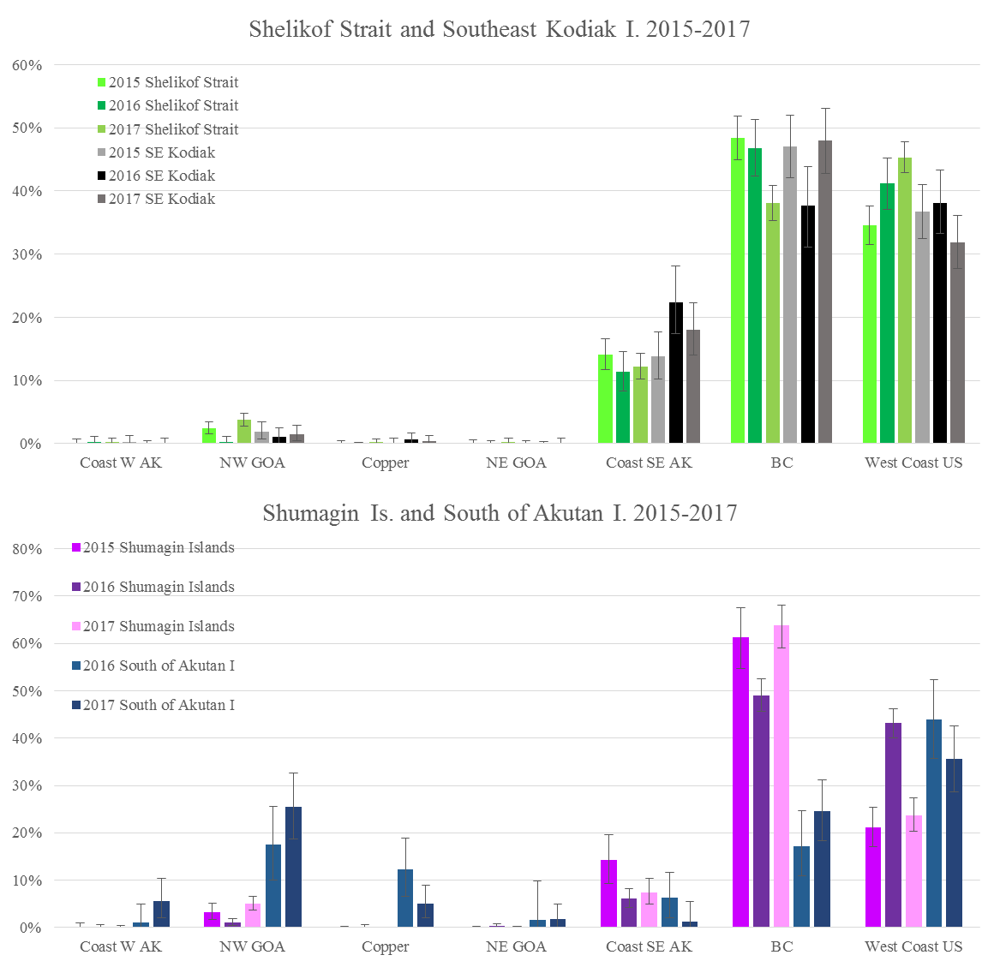 Shelikof Strait and Southeast Kodiak I. 2015-2017
60%
2015 Shelikof Strait
2016 Shelikof Strait
50%
2017 Shelikof Strait
2015 SE Kodiak
2016 SE Kodiak
40%
2017 SE Kodiak
30%
20%
10%
0%
Coast W AK NW GOA Copper NE GOA Coast SE AK BC West Coast US
Shumagin Is. and South of Akutan I. 2015-2017
80%
2015 Shumagin Islands
2016 Shumagin Islands
70%
2017 Shumagin Islands
60%
2016 South of Akutan I
50%
2017 South of Akutan I
40%
30%
20%
10%
0%
Coast W AK NW GOA Copper NE GOA Coast SE AK BC West Coast US